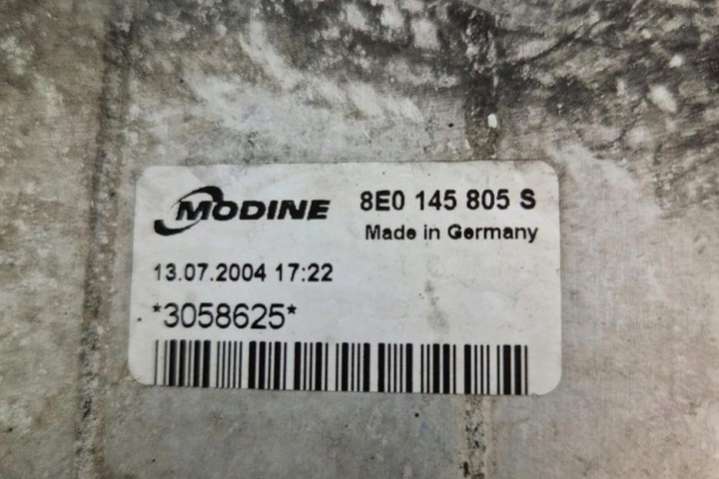 MODINE 8E0 145 805 S
Made in Germany
13.07.2004 17:22
*3058625*